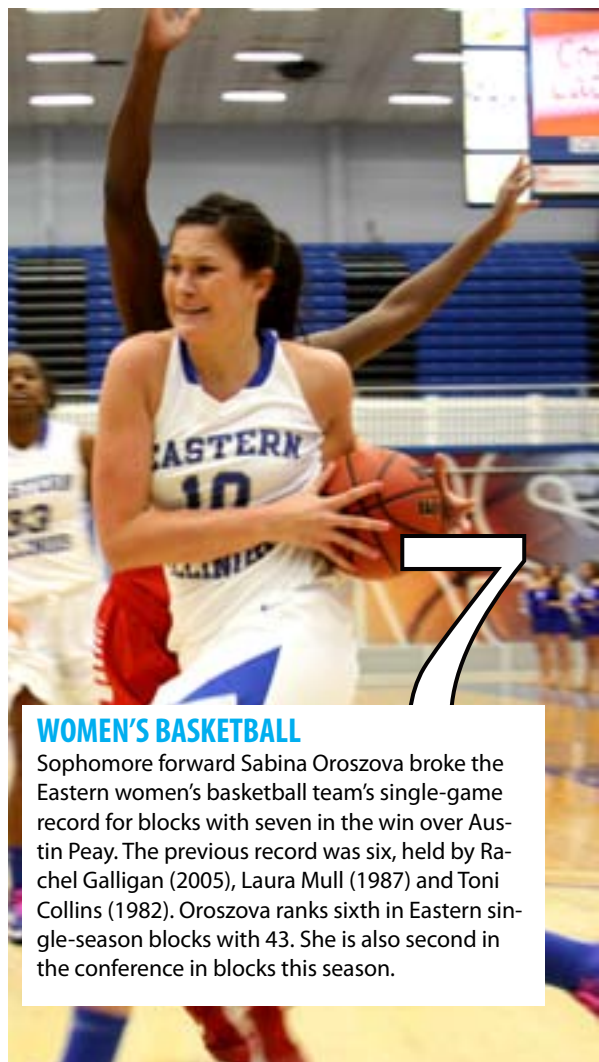 EASTERN
10
ILLINOIS
33
7
WOMEN'S BASKETBALL
Sophomore forward Sabina Oroszova broke the
Eastern women's basketball team's single-game
record for blocks with seven in the win over Aus-
tin Peay. The previous record was six, held by Ra-
chel Galligan (2005), Laura Mull (1987) and Toni
Collins (1982). Oroszova ranks sixth in Eastern sin-
gle-season blocks with 43. She is also second in
the conference in blocks this season.